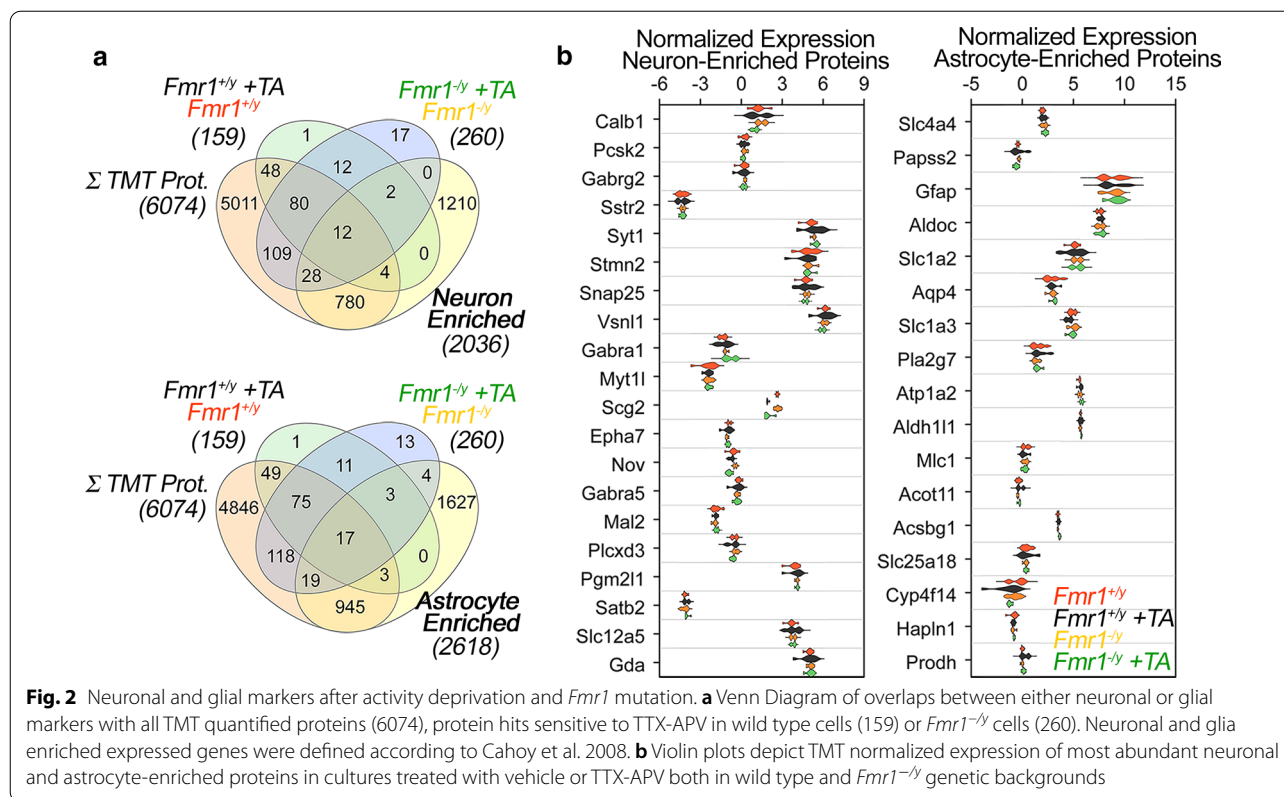 a
Fmr1+/y +TA
Fmr1+/y
(159)
Fmr1-/y +TA
Fmr1-/y
(260)
Σ TMT Prot.
(6074)
1
17
48
12
0
5011
80
2
1210
12
109
0
28
4
780
Neuron
Enriched
(2036)
Fmr1+/y +TA
Fmr1+/y
(159)
Fmr1-/y +TA
Fmr1-/y
(260)
Σ TMT Prot.
(6074)
1
13
49
11
4
4846
75
3
1627
17
118
0
19
3
945
Astrocyte
Enriched
(2618)
b
Normalized Expression
Neuron-Enriched Proteins
-6 -3 0 3 6 9
Calb1
Pcsk2
Gabrg2
Sstr2
Syt1
Stmn2
Snap25
Vsnl1
Gabra1
Myt1l
Scg2
Epha7
Nov
Gabra5
Mal2
Plcxd3
Pgm2l1
Satb2
Slc12a5
Gda
Normalized Expression
Astrocyte-Enriched Proteins
-5 0 5 10 15
Slc4a4
Papss2
Gfap
Aldoc
Slc1a2
Aqp4
Slc1a3
Pla2g7
Atp1a2
Aldh1l1
Mlc1
Acot11
Acsbg1
Slc25a18
Cyp4f14
Hapln1
Prodh
Fmr1+/y
Fmr1+/y +TA
Fmr1-/y
Fmr1-/y +TA
Fig. 2 Neuronal and glial markers after activity deprivation and Fmr1 mutation. a Venn Diagram of overlaps between either neuronal or glial
markers with all TMT quantified proteins (6074), protein hits sensitive to TTX-APV in wild type cells (159) or Fmr1−/y cells (260). Neuronal and glia
enriched expressed genes were defined according to Cahoy et al. 2008. b Violin plots depict TMT normalized expression of most abundant neuronal
and astrocyte-enriched proteins in cultures treated with vehicle or TTX-APV both in wild type and Fmr1−/y genetic backgrounds